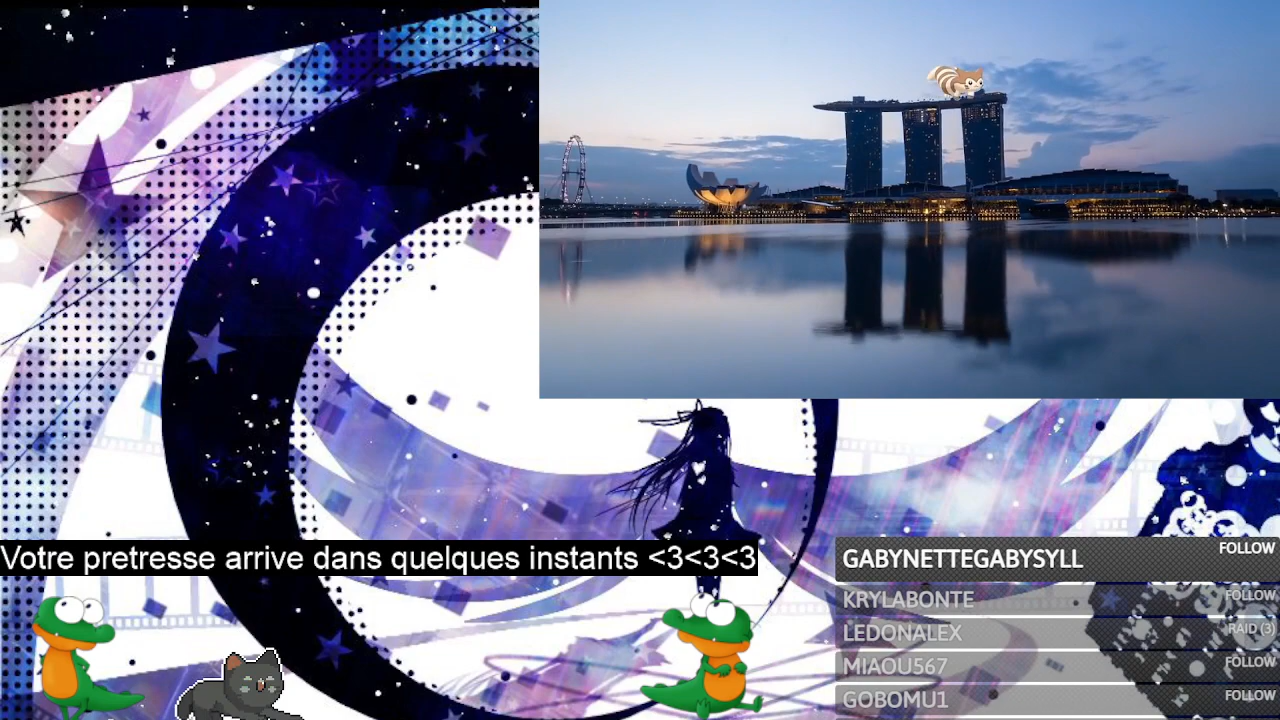 Votre pretresse arrive dans quelques instants <3<3<3
GABYNETTEGABYSYLL FOLLOW
KRYLABONTE FOLLOW
LEDONALEX RAID (3)
MIAOU567 FOLLOW
GOBOMU1 FOLLOW